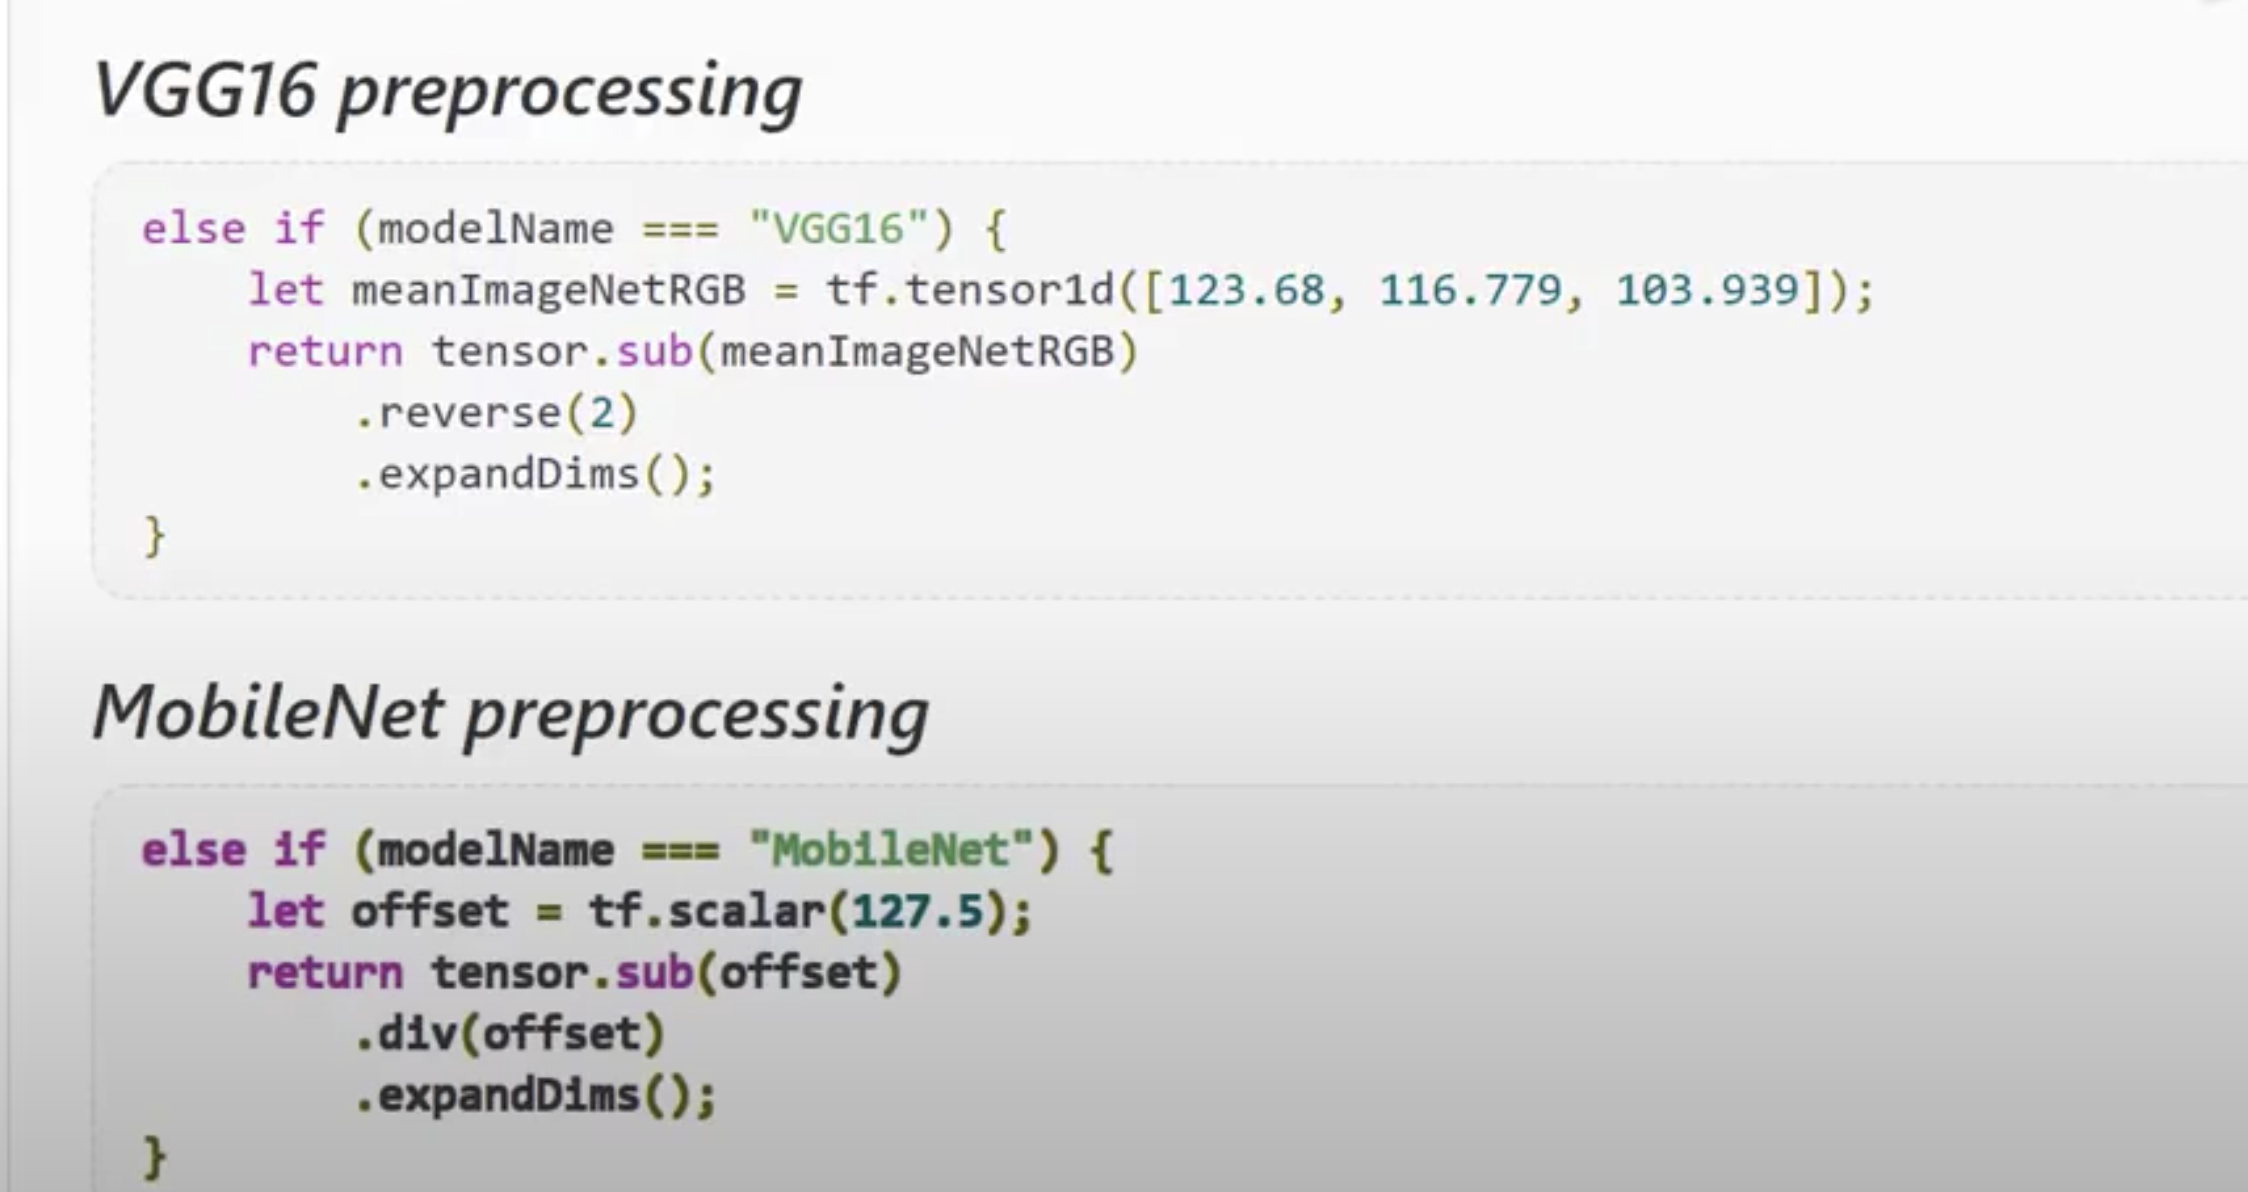 VGG16 preprocessing
else if (modelName === "VGG16") {
let meanImageNetRGB = tf.tensor1d([123.68, 116.779, 103.939]);
return tensor.sub(meanImageNetRGB)
.reverse(2)
.expandDims();
}
MobileNet preprocessing
else if (modelName === "MobileNet") {
let offset = tf.scalar(127.5);
return tensor.sub(offset)
.div(offset)
.expandDims();
}